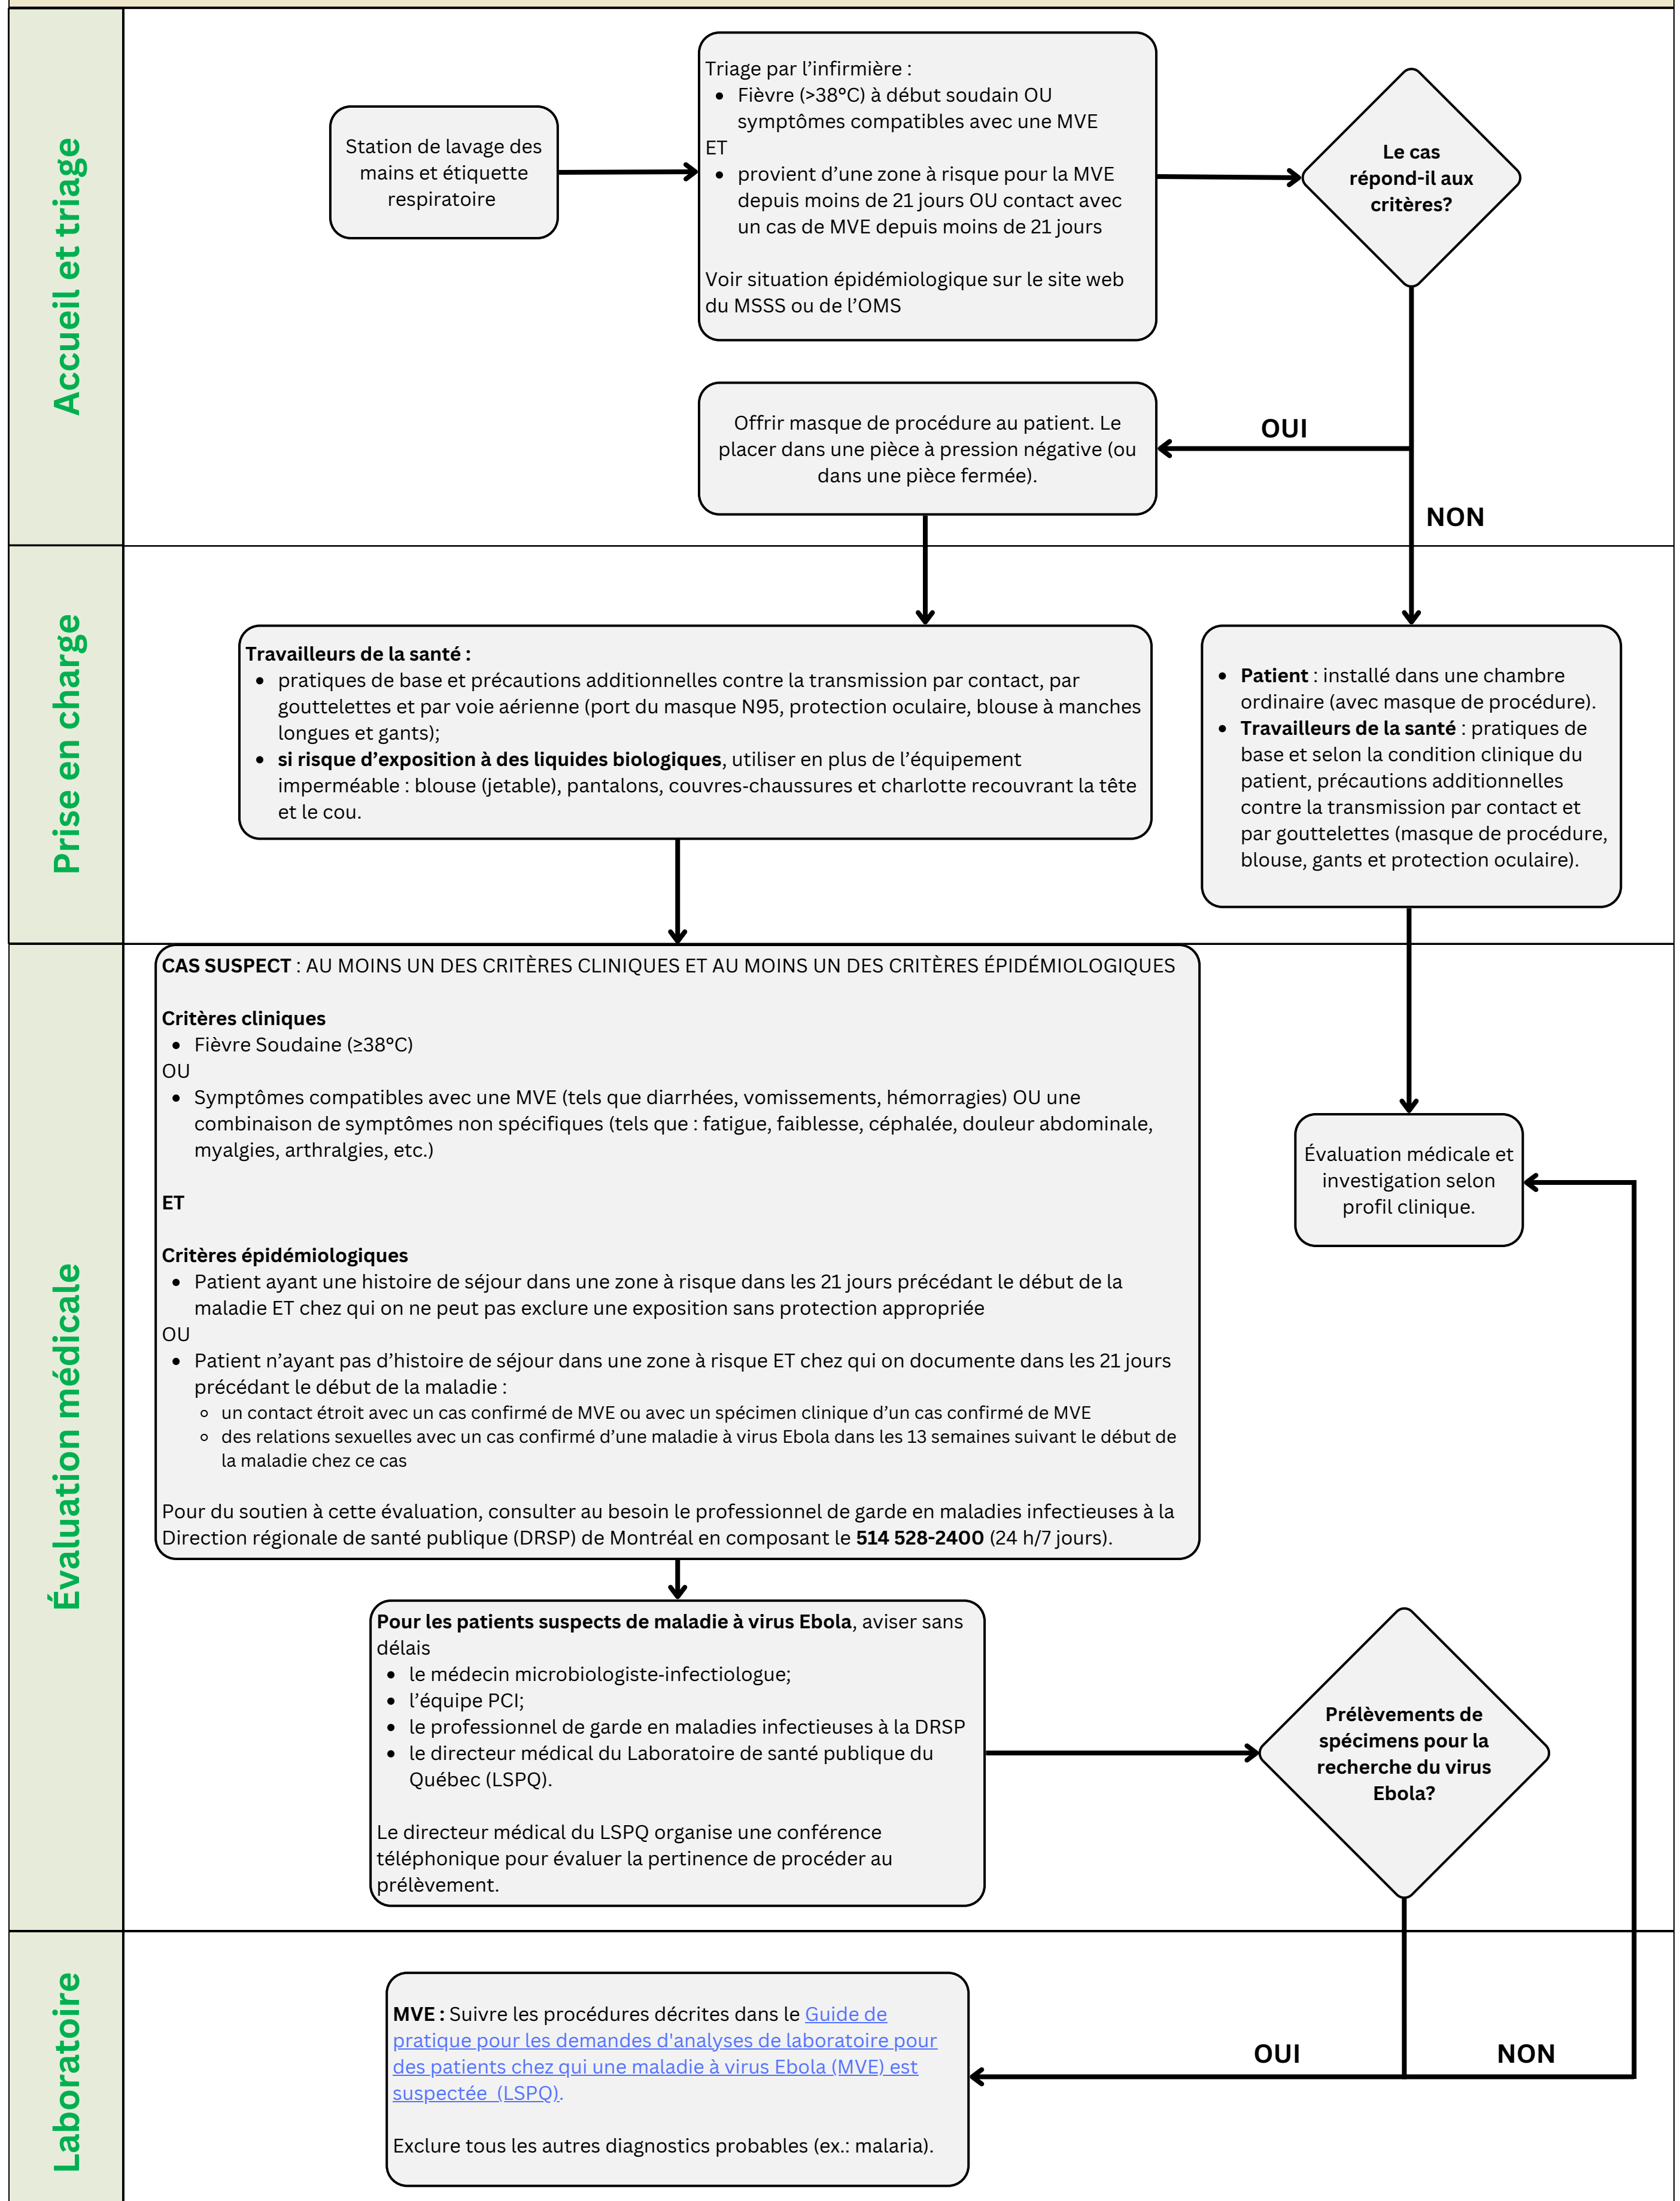 Accueil et triage
Station de lavage des
mains et étiquette
respiratoire
Triage par l’infirmière :
• Fièvre (>38°C) à début soudain OU
symptômes compatibles avec une MVE
ET
• provient d’une zone à risque pour la MVE
depuis moins de 21 jours OU contact avec
un cas de MVE depuis moins de 21 jours
Voir situation épidémiologique sur le site web
du MSSS ou de l’OMS
Le cas
répond-il aux
critères?
Offrir masque de procédure au patient. Le
placer dans une pièce à pression négative (ou
dans une pièce fermée).
OUI
NON
Prise en charge
Travailleurs de la santé :
• pratiques de base et précautions additionnelles contre la transmission par contact, par
gouttelettes et par voie aérienne (port du masque N95, protection oculaire, blouse à manches
longues et gants);
• si risque d’exposition à des liquides biologiques, utiliser en plus de l’équipement
imperméable : blouse (jetable), pantalons, couvres-chaussures et charlotte recouvrant la tête
et le cou.
• Patient : installé dans une chambre
ordinaire (avec masque de procédure).
• Travailleurs de la santé : pratiques de
base et selon la condition clinique du
patient, précautions additionnelles
contre la transmission par contact et
par gouttelettes (masque de procédure,
blouse, gants et protection oculaire).
Évaluation médicale
CAS SUSPECT : AU MOINS UN DES CRITÈRES CLINIQUES ET AU MOINS UN DES CRITÈRES ÉPIDÉMIOLOGIQUES
Critères cliniques
• Fièvre Soudaine (≥38°C)
OU
• Symptômes compatibles avec une MVE (tels que diarrhées, vomissements, hémorragies) OU une
combinaison de symptômes non spécifiques (tels que : fatigue, faiblesse, céphalée, douleur abdominale,
myalgies, arthralgies, etc.)
ET
Critères épidémiologiques
• Patient ayant une histoire de séjour dans une zone à risque dans les 21 jours précédant le début de la
maladie ET chez qui on ne peut pas exclure une exposition sans protection appropriée
OU
• Patient n’ayant pas d’histoire de séjour dans une zone à risque ET chez qui on documente dans les 21 jours
précédant le début de la maladie :
◦ un contact étroit avec un cas confirmé de MVE ou avec un spécimen clinique d’un cas confirmé de MVE
◦ des relations sexuelles avec un cas confirmé d’une maladie à virus Ebola dans les 13 semaines suivant le début de
la maladie chez ce cas
Pour du soutien à cette évaluation, consulter au besoin le professionnel de garde en maladies infectieuses à la
Direction régionale de santé publique (DRSP) de Montréal en composant le 514 528-2400 (24 h/7 jours).
Évaluation médicale et
investigation selon
profil clinique.
Pour les patients suspects de maladie à virus Ebola, aviser sans
délais
• le médecin microbiologiste-infectiologue;
• l’équipe PCI;
• le professionnel de garde en maladies infectieuses à la DRSP
• le directeur médical du Laboratoire de santé publique du
Québec (LSPQ).
Le directeur médical du LSPQ organise une conférence
téléphonique pour évaluer la pertinence de procéder au
prélèvement.
Prélèvements de
spécimens pour la
recherche du virus
Ebola?
Laboratoire
MVE : Suivre les procédures décrites dans le Guide de
pratique pour les demandes d'analyses de laboratoire pour
des patients chez qui une maladie à virus Ebola (MVE) est
suspectée (LSPQ).
Exclure tous les autres diagnostics probables (ex.: malaria).
OUI
NON